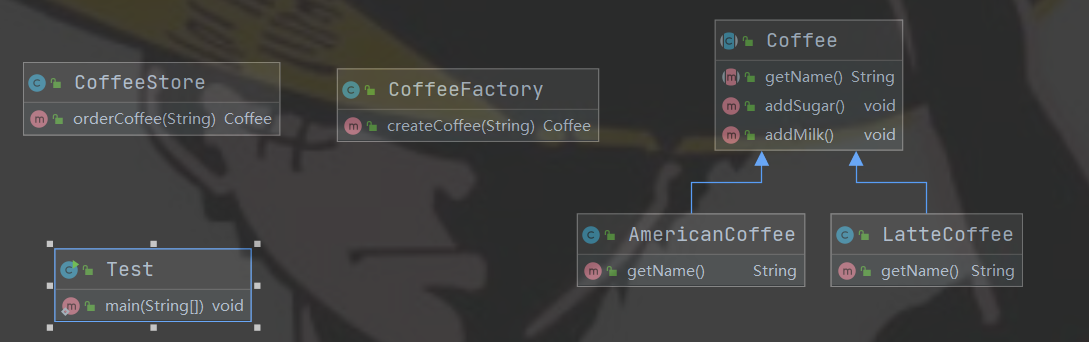 CoffeeStore
orderCoffee(String) Coffee
CoffeeFactory
createCoffee(String) Coffee
Coffee
getName() String
addSugar() void
addMilk() void
AmericanCoffee
getName() String
LatteCoffee
getName() String
Test
main(String[]) void